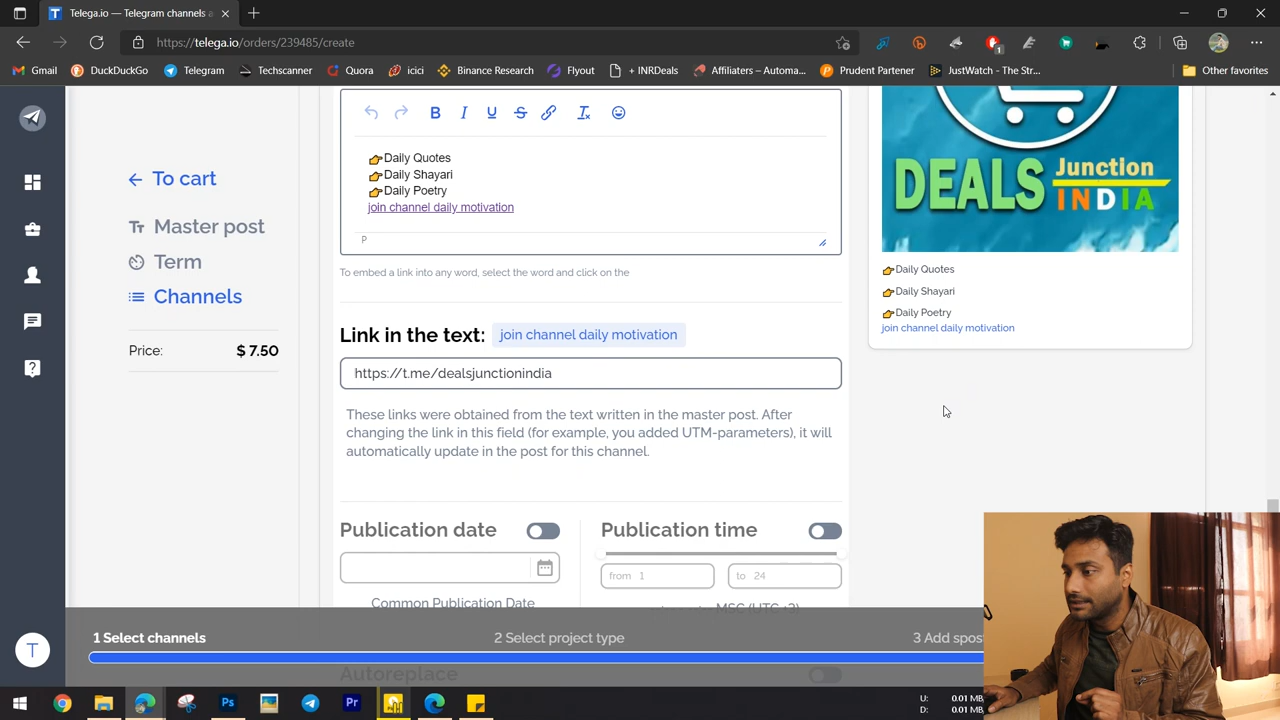 Telega.io — Telegram channels a
https://telega.io/orders/239485/create
1
Gmail
DuckDuckGo
Telegram
Techscanner
Quora
icici
Binance Research
Flyout
+ INRDeals
Affiliaters – Automa...
Prudent Partener
JustWatch - The Str...
Other favorites
To cart
Master post
Term
Channels
Price: $ 7.50
👉Daily Quotes
👉Daily Shayari
👉Daily Poetry
join channel daily motivation
P
To embed a link into any word, select the word and click on the
Link in the text: join channel daily motivation
https://t.me/dealsjunctionindia
These links were obtained from the text written in the master post. After
changing the link in this field (for example, you added UTM-parameters), it will
automatically update in the post for this channel.
Publication date
Publication time
from 1
to 24
Common Publication Date
MSC (UTC +3)
DEALS Junction INDIA
👉Daily Quotes
👉Daily Shayari
👉Daily Poetry
join channel daily motivation
1 Select channels
2 Select project type
3 Add spos
Autoreplace
T
Ps
Pr
U: 0.01 MB
D: 0.01 MB